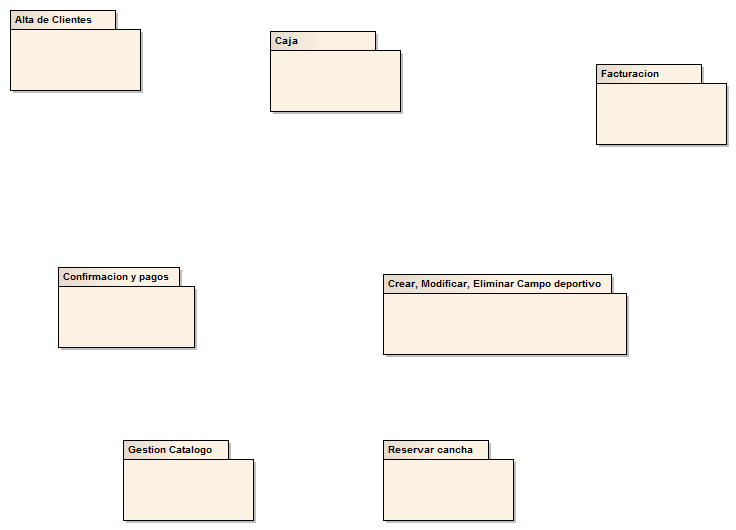 Alta de Clientes
Caja
Facturacion
Confirmacion y pagos
Crear, Modificar, Eliminar Campo deportivo
Gestion Catalogo
Reservar cancha